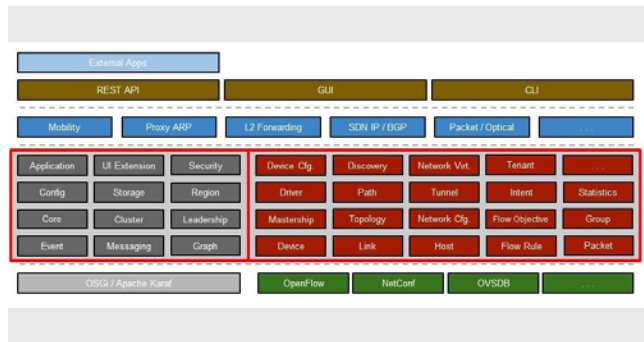 External Apps
REST API GUI CLI
Mobility Proxy ARP L2 Forwarding SDN IP / BGP Packet / Optical . . .
Application UI Extension Security Device Cfg. Discovery Network Virt. Tenant . . .
Config Storage Region Driver Path Tunnel Intent Statistics
Core Cluster Leadership Mastership Topology Network Cfg. Flow Objective Group
Event Messaging Graph Device Link Host Flow Rule Packet
OSGi / Apache Karaf OpenFlow NetConf OVSDB . . .